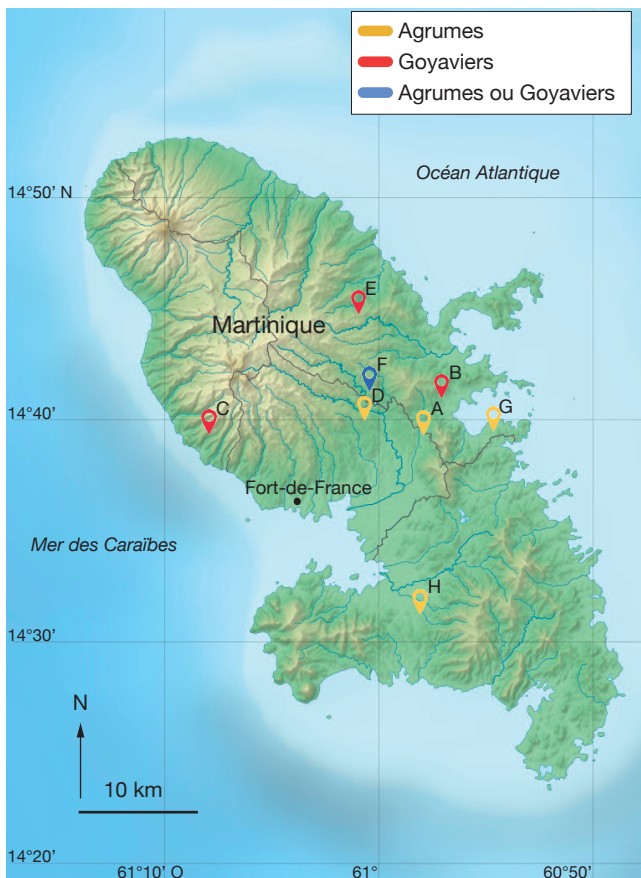 Agrumes
Goyaviers
Agrumes ou Goyaviers
Océan Atlantique
14°50’ N
E
Martinique
F
B
D
14°40’
C
A
G
Fort-de-France
Mer des Caraïbes
H
14°30’
N
10 km
14°20’
61°10’ O
61°
60°50’